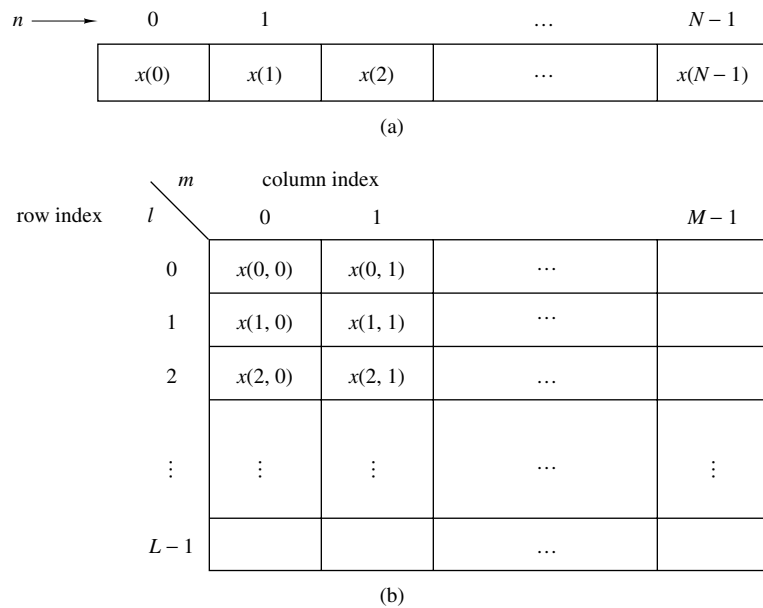 n 0 1 … N – 1
x(0) x(1) x(2) … x(N – 1)
(a)
m column index
row index l 0 1 M – 1
0 x(0, 0) x(0, 1) …
1 x(1, 0) x(1, 1) …
2 x(2, 0) x(2, 1) …
⋮ ⋮ ⋮ … ⋮
L – 1 …
(b)